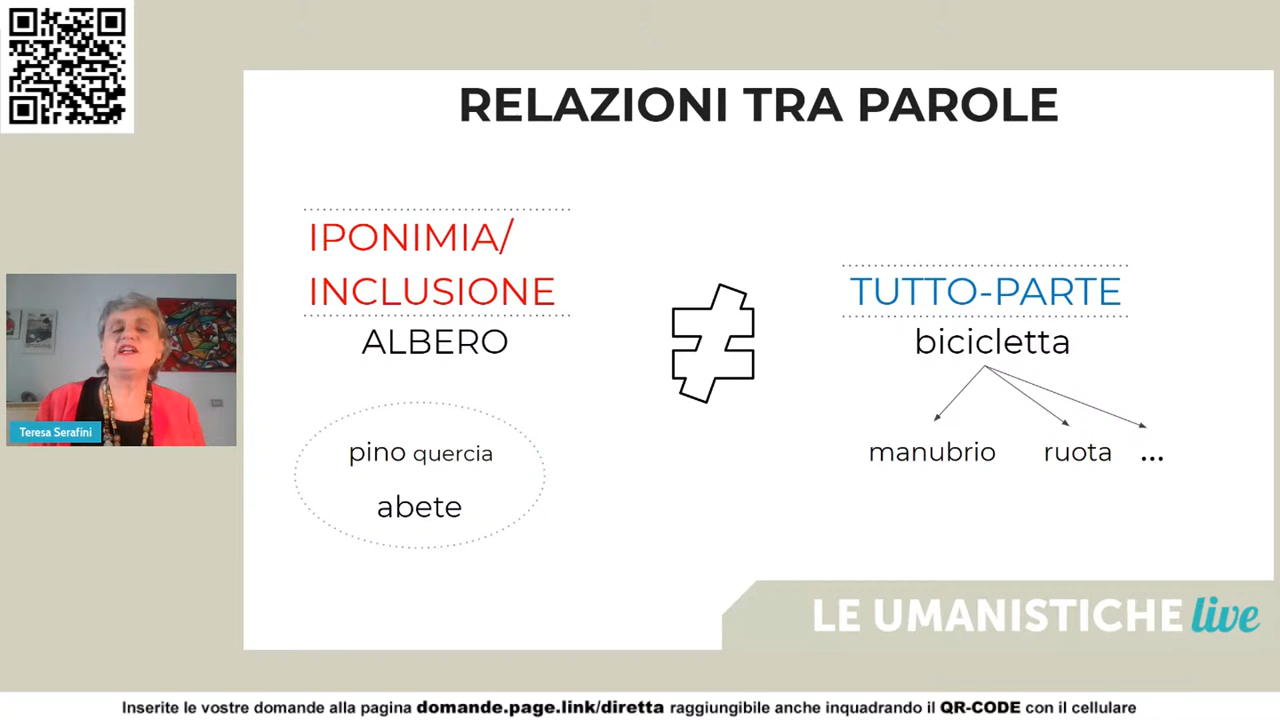 RELAZIONI TRA PAROLE
IPONIMIA/
INCLUSIONE
ALBERO
pino quercia
abete
≠
TUTTO-PARTE
bicicletta
manubrio ruota ...
Teresa Serafini
LE UMANISTICHE live
Inserite le vostre domande alla pagina domande.page.link/diretta raggiungibile anche inquadrando il QR-CODE con il cellulare